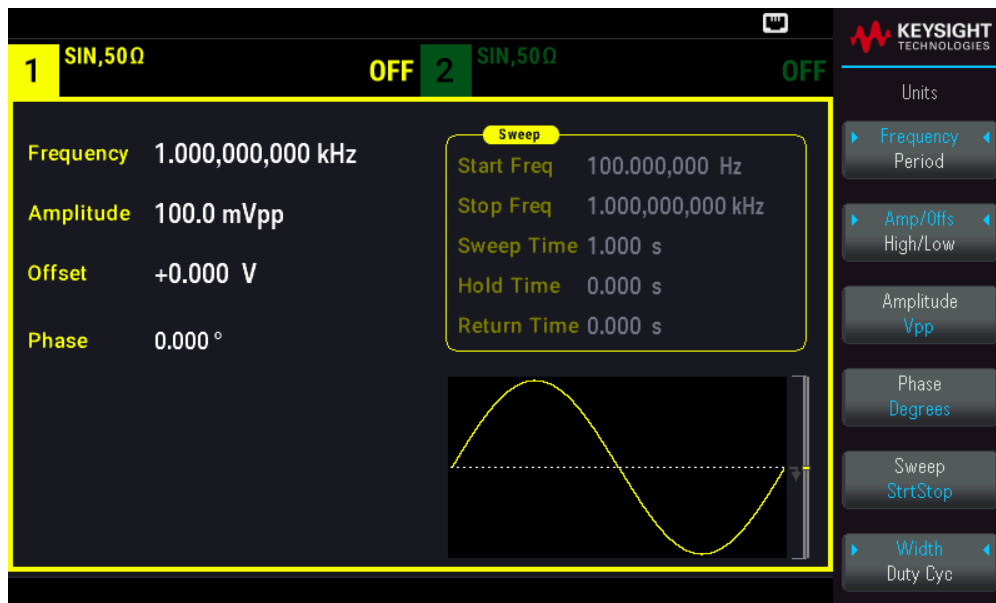 KEYSIGHT
TECHNOLOGIES
1 SIN,50Ω OFF 2 SIN,50Ω OFF
Units
Frequency 1.000,000,000 kHz
Amplitude 100.0 mVpp
Offset +0.000 V
Phase 0.000 °
Sweep
Start Freq 100.000,000 Hz
Stop Freq 1.000,000,000 kHz
Sweep Time 1.000 s
Hold Time 0.000 s
Return Time 0.000 s
Frequency
Period
Amp/Offs
High/Low
Amplitude
Vpp
Phase
Degrees
Sweep
StrtStop
Width
Duty Cyc